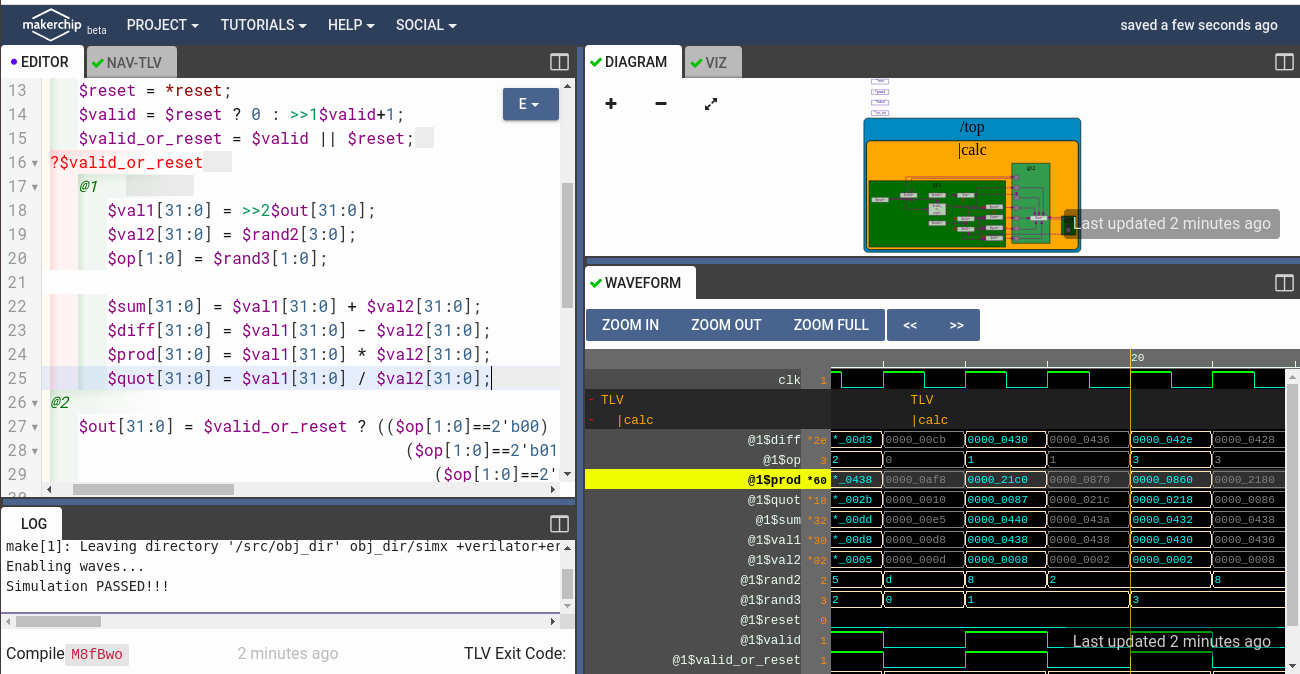 makerchip beta PROJECT TUTORIALS HELP SOCIAL saved a few seconds ago
EDITOR NAV-TLV
13 $reset = *reset;
14 $valid = $reset ? 0 : >>1$valid+1;
15 $valid_or_reset = $valid || $reset;
16 ?$valid_or_reset
17 @1
18 $val1[31:0] = >>2$out[31:0];
19 $val2[31:0] = $rand2[3:0];
20 $op[1:0] = $rand3[1:0];
21
22 $sum[31:0] = $val1[31:0] + $val2[31:0];
23 $diff[31:0] = $val1[31:0] - $val2[31:0];
24 $prod[31:0] = $val1[31:0] * $val2[31:0];
25 $quot[31:0] = $val1[31:0] / $val2[31:0];
26 @2
27 $out[31:0] = $valid_or_reset ? (($op[1:0]==2'b00)
28 ($op[1:0]==2'b01
29 ($op[1:0]==2'
E
LOG
make[1]: Leaving directory '/src/obj_dir' obj_dir/simx +verilator+er
Enabling waves...
Simulation PASSED!!!
Compile M8fBwo 2 minutes ago TLV Exit Code:
DIAGRAM VIZ
+ −
/top
|calc
Last updated 2 minutes ago
WAVEFORM
ZOOM IN ZOOM OUT ZOOM FULL << >>
20
clk 1
- TLV TLV
- |calc |calc
@1$diff *2e *_00d3 0000_00cb 0000_0430 0000_0436 0000_042e 0000_0428
@1$op 3 2 0 1 1 3 3
@1$prod *60 *_0438 0000_0af8 0000_21c0 0000_0870 0000_0860 0000_2180
@1$quot *18 *_002b 0000_0010 0000_0087 0000_021c 0000_0218 0000_0086
@1$sum *32 *_00dd 0000_00e5 0000_0440 0000_043a 0000_0432 0000_0438
@1$val1 *30 *_00d8 0000_00d8 0000_0438 0000_0438 0000_0430 0000_0430
@1$val2 *02 *_0005 0000_000d 0000_0008 0000_0002 0000_0002 0000_0008
@1$rand2 2 5 d 8 2 8
@1$rand3 3 2 0 1 3
@1$reset 0
@1$valid 1
@1$valid_or_reset 1
Last updated 2 minutes ago